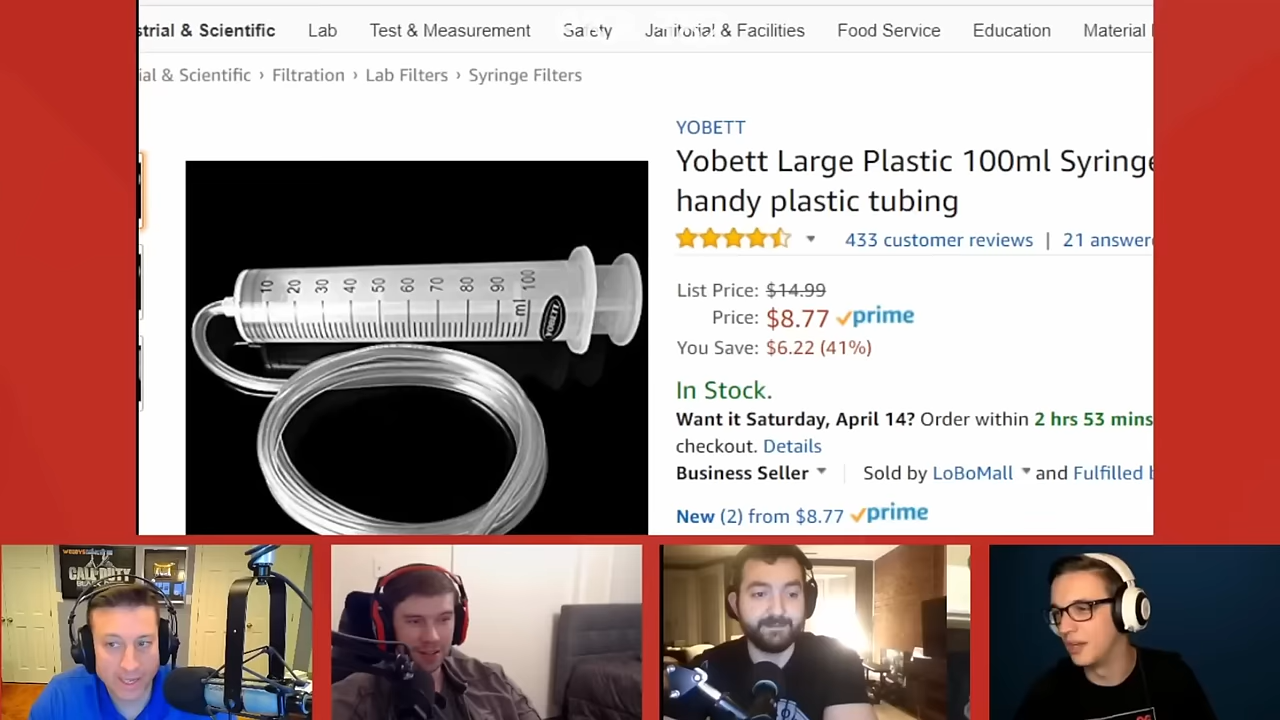 strial & Scientific Lab Test & Measurement Safety Janitorial & Facilities Food Service Education Material
ial & Scientific › Filtration › Lab Filters › Syringe Filters
YOBETT
Yobett Large Plastic 100ml Syringe
handy plastic tubing
433 customer reviews | 21 answer
List Price: $14.99
Price: $8.77 prime
You Save: $6.22 (41%)
In Stock.
Want it Saturday, April 14? Order within 2 hrs 53 mins
checkout. Details
Business Seller Sold by LoBoMall and Fulfilled b
New (2) from $8.77 prime
10 20 30 40 50 60 70 80 90 100
ml
YOBETT
CALL OF DUTY